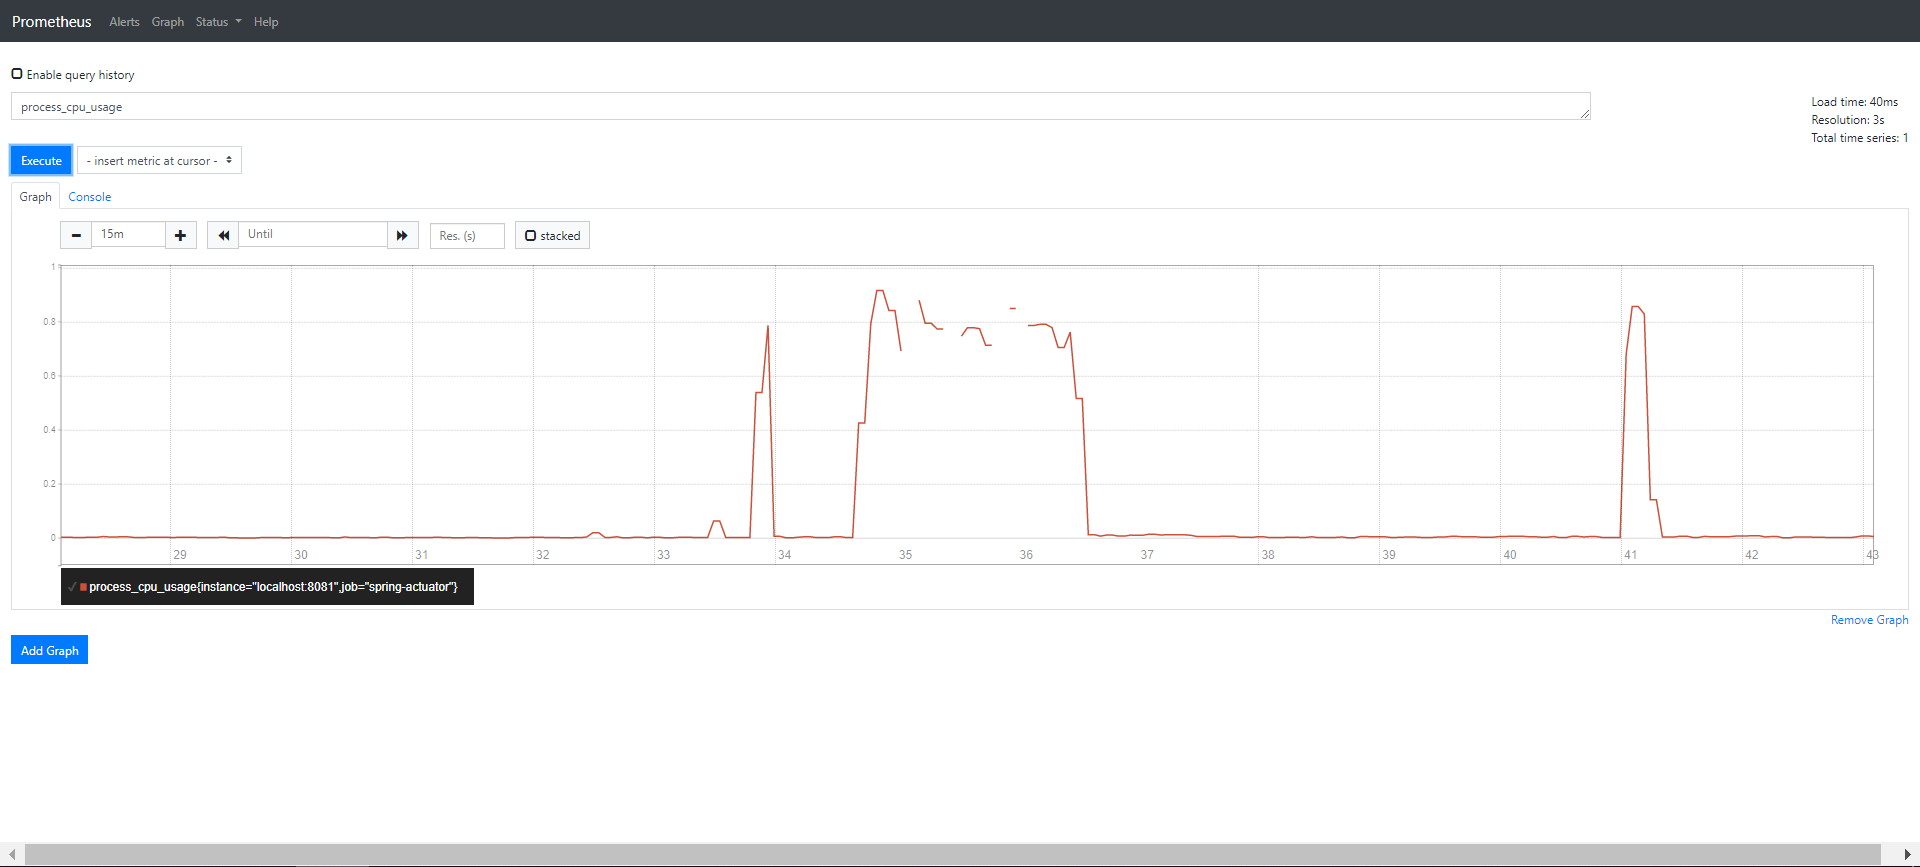 Prometheus Alerts Graph Status Help
Enable query history
process_cpu_usage
Load time: 40ms
Resolution: 3s
Total time series: 1
Execute - insert metric at cursor -
Graph Console
15m Until Res. (s) stacked
1
0.8
0.6
0.4
0.2
0
29 30 31 32 33 34 35 36 37 38 39 40 41 42 43
process_cpu_usage{instance="localhost:8081",job="spring-actuator"}
Remove Graph
Add Graph